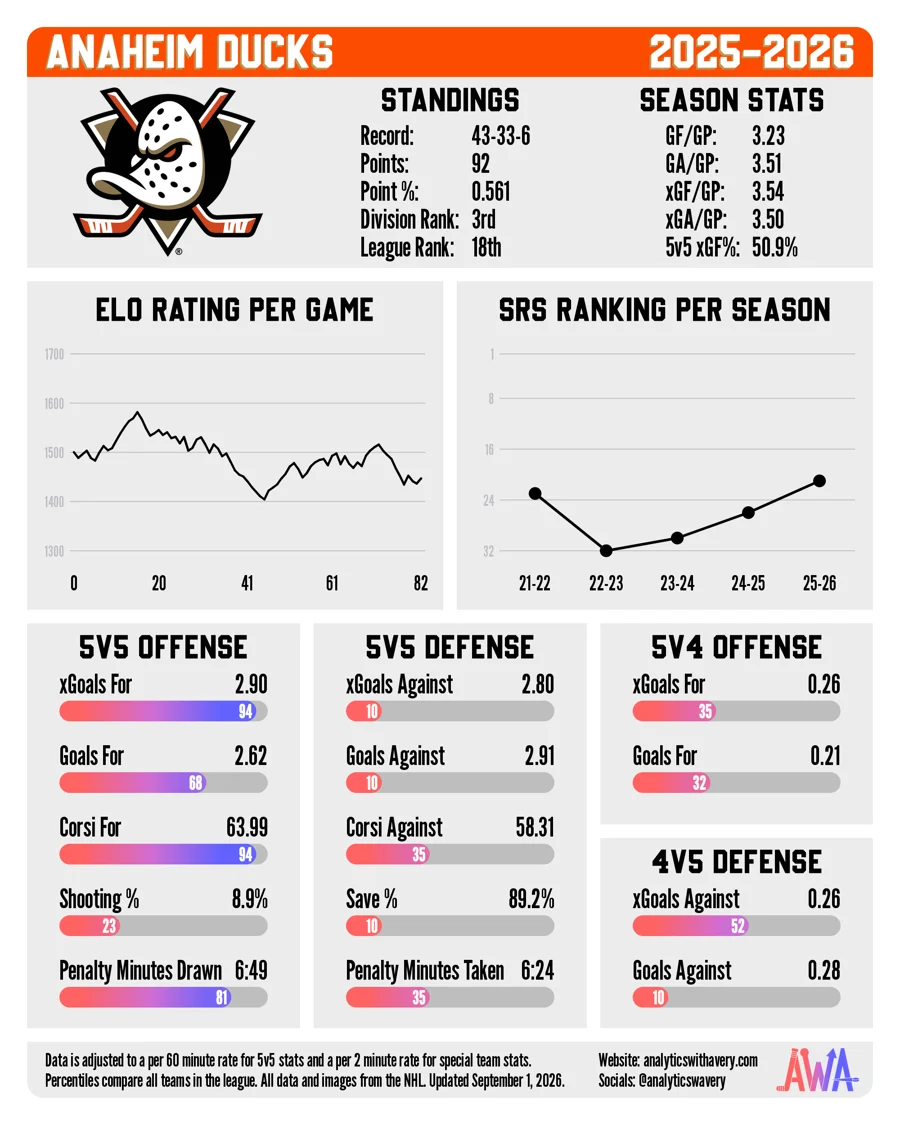 ANAHEIM DUCKS 2025-2026
STANDINGS
Record: 43-33-6
Points: 92
Point %: 0.561
Division Rank: 3rd
League Rank: 18th
SEASON STATS
GF/GP: 3.23
GA/GP: 3.51
xGF/GP: 3.54
xGA/GP: 3.50
5v5 xGF%: 50.9%
®
ELO RATING PER GAME
1700
1600
1500
1400
1300
0 20 41 61 82
SRS RANKING PER SEASON
1
8
16
24
32
21-22 22-23 23-24 24-25 25-26
5V5 OFFENSE
xGoals For 2.90
94
Goals For 2.62
68
Corsi For 63.99
94
Shooting % 8.9%
23
Penalty Minutes Drawn 6:49
81
5V5 DEFENSE
xGoals Against 2.80
10
Goals Against 2.91
10
Corsi Against 58.31
35
Save % 89.2%
10
Penalty Minutes Taken 6:24
35
5V4 OFFENSE
xGoals For 0.26
35
Goals For 0.21
32
4V5 DEFENSE
xGoals Against 0.26
52
Goals Against 0.28
10
Data is adjusted to a per 60 minute rate for 5v5 stats and a per 2 minute rate for special team stats.
Percentiles compare all teams in the league. All data and images from the NHL. Updated September 1, 2026.
Website: analyticswithavery.com
Socials: @analyticswavery
AWA